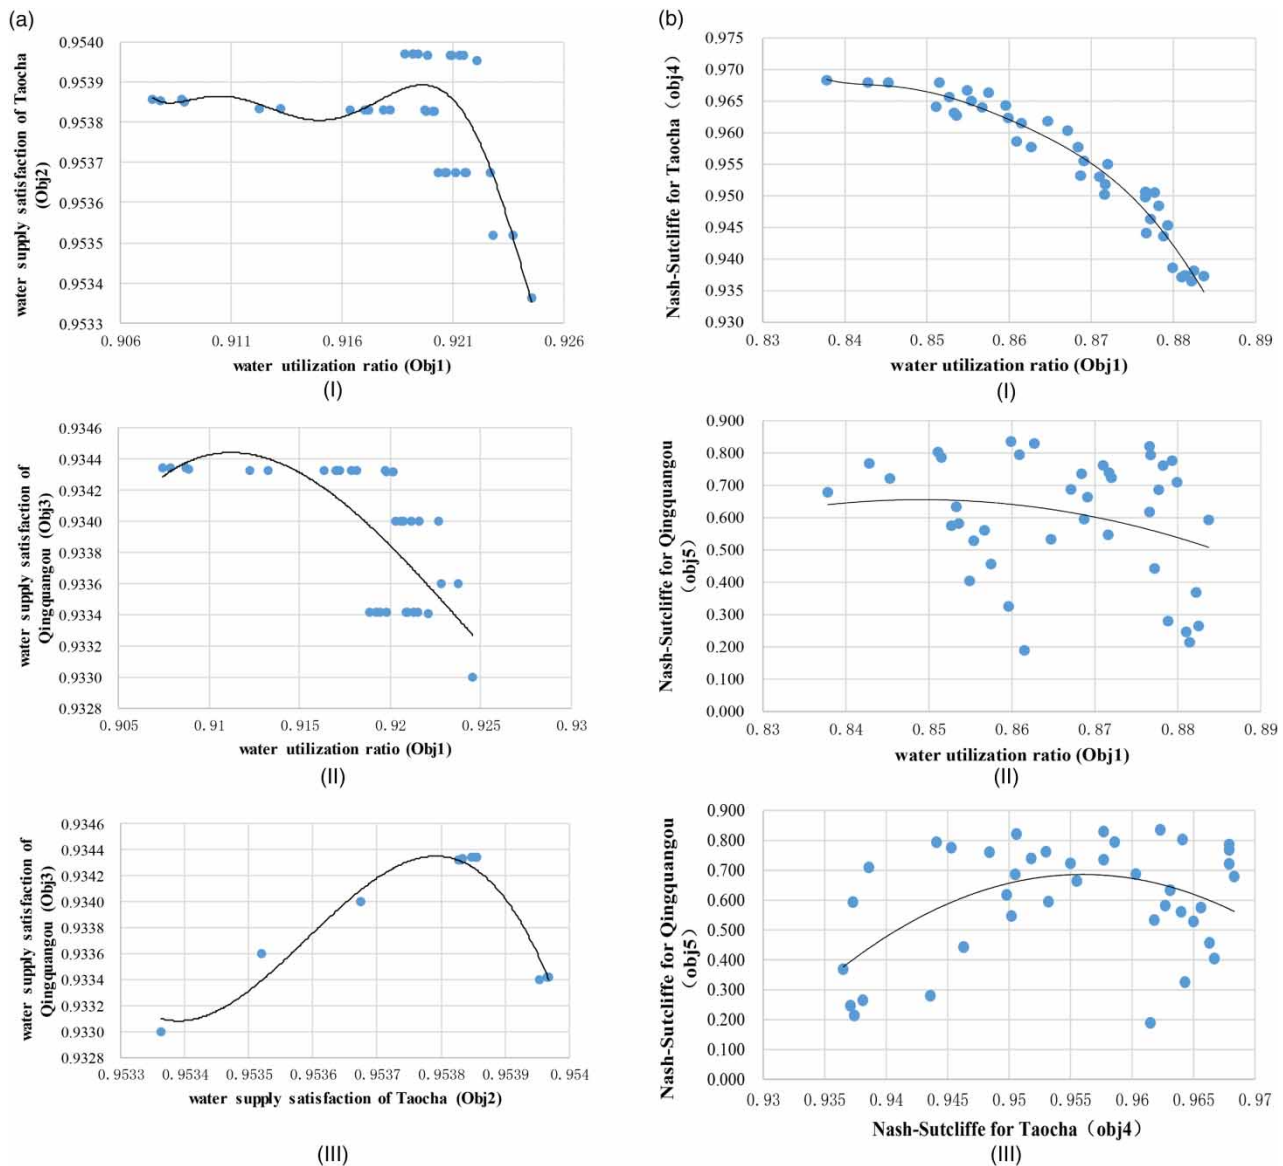 (a)
0.9540
0.9539
0.9538
0.9537
0.9536
0.9535
0.9534
0.9533
water supply satisfaction of Taocha
(Obj2)
0.906 0.911 0.916 0.921 0.926
water utilization ratio (Obj1)
(I)
0.9346
0.9344
0.9342
0.9340
0.9338
0.9336
0.9334
0.9332
0.9330
0.9328
water supply satisfaction of
Qingquangou (Obj3)
0.905 0.91 0.915 0.92 0.925 0.93
water utilization ratio (Obj1)
(II)
0.9346
0.9344
0.9342
0.9340
0.9338
0.9336
0.9334
0.9332
0.9330
0.9328
water supply satisfaction of
Qingquangou (Obj3)
0.9533 0.9534 0.9535 0.9536 0.9537 0.9538 0.9539 0.954
water supply satisfaction of Taocha (Obj2)
(III)
(b)
0.975
0.970
0.965
0.960
0.955
0.950
0.945
0.940
0.935
0.930
Nash-Sutcliffe for Taocha（obj4）
0.83 0.84 0.85 0.86 0.87 0.88 0.89
water utilization ratio (Obj1)
(I)
0.900
0.800
0.700
0.600
0.500
0.400
0.300
0.200
0.100
0.000
Nash-Sutcliffe for Qingquangou
（obj5）
0.83 0.84 0.85 0.86 0.87 0.88 0.89
water utilization ratio (Obj1)
(II)
0.900
0.800
0.700
0.600
0.500
0.400
0.300
0.200
0.100
0.000
Nash-Sutcliffe for Qingquangou
（obj5）
0.93 0.935 0.94 0.945 0.95 0.955 0.96 0.965 0.97
Nash-Sutcliffe for Taocha（obj4）
(III)